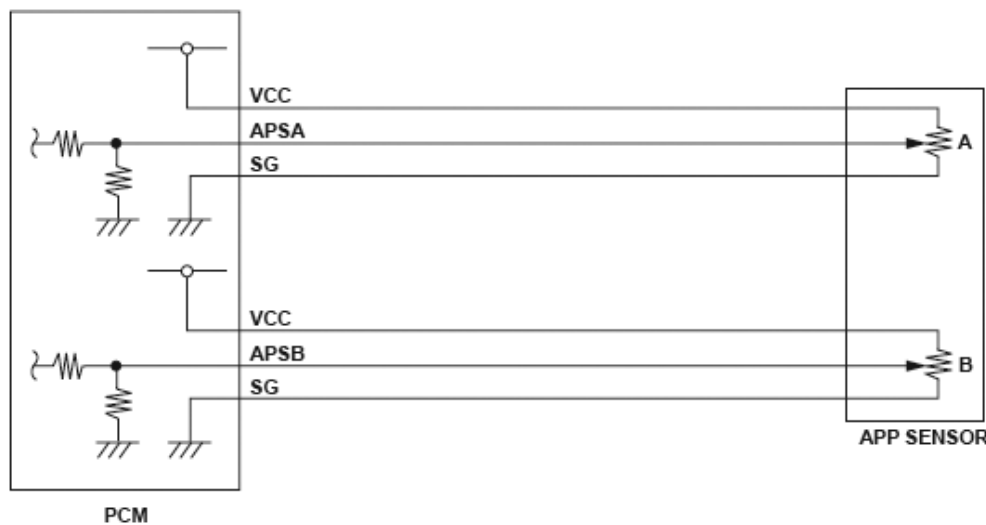 VCC
APSA
SG
A
VCC
APSB
SG
B
APP SENSOR
PCM